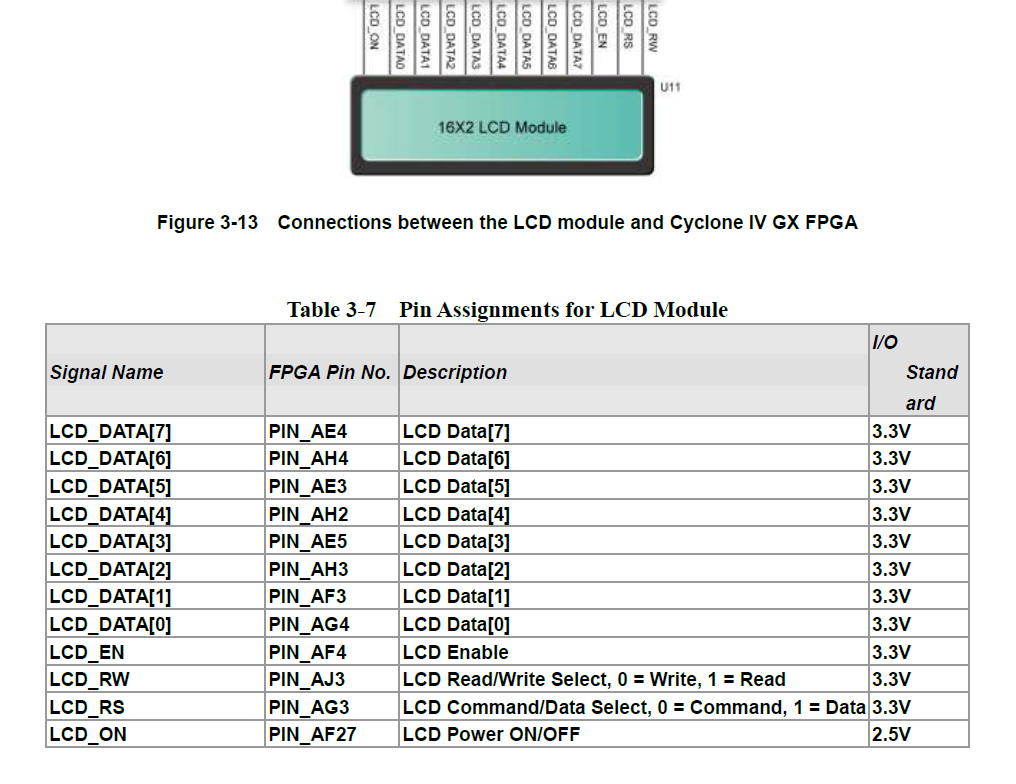 LCD_ON
LCD_DATA0
LCD_DATA1
LCD_DATA2
LCD_DATA3
LCD_DATA4
LCD_DATA5
LCD_DATA6
LCD_DATA7
LCD_EN
LCD_RS
LCD_RW
U11
16X2 LCD Module
Figure 3-13 Connections between the LCD module and Cyclone IV GX FPGA
Table 3-7 Pin Assignments for LCD Module
Signal Name FPGA Pin No. Description I/O Stand ard
LCD_DATA[7] PIN_AE4 LCD Data[7] 3.3V
LCD_DATA[6] PIN_AH4 LCD Data[6] 3.3V
LCD_DATA[5] PIN_AE3 LCD Data[5] 3.3V
LCD_DATA[4] PIN_AH2 LCD Data[4] 3.3V
LCD_DATA[3] PIN_AE5 LCD Data[3] 3.3V
LCD_DATA[2] PIN_AH3 LCD Data[2] 3.3V
LCD_DATA[1] PIN_AF3 LCD Data[1] 3.3V
LCD_DATA[0] PIN_AG4 LCD Data[0] 3.3V
LCD_EN PIN_AF4 LCD Enable 3.3V
LCD_RW PIN_AJ3 LCD Read/Write Select, 0 = Write, 1 = Read 3.3V
LCD_RS PIN_AG3 LCD Command/Data Select, 0 = Command, 1 = Data 3.3V
LCD_ON PIN_AF27 LCD Power ON/OFF 2.5V